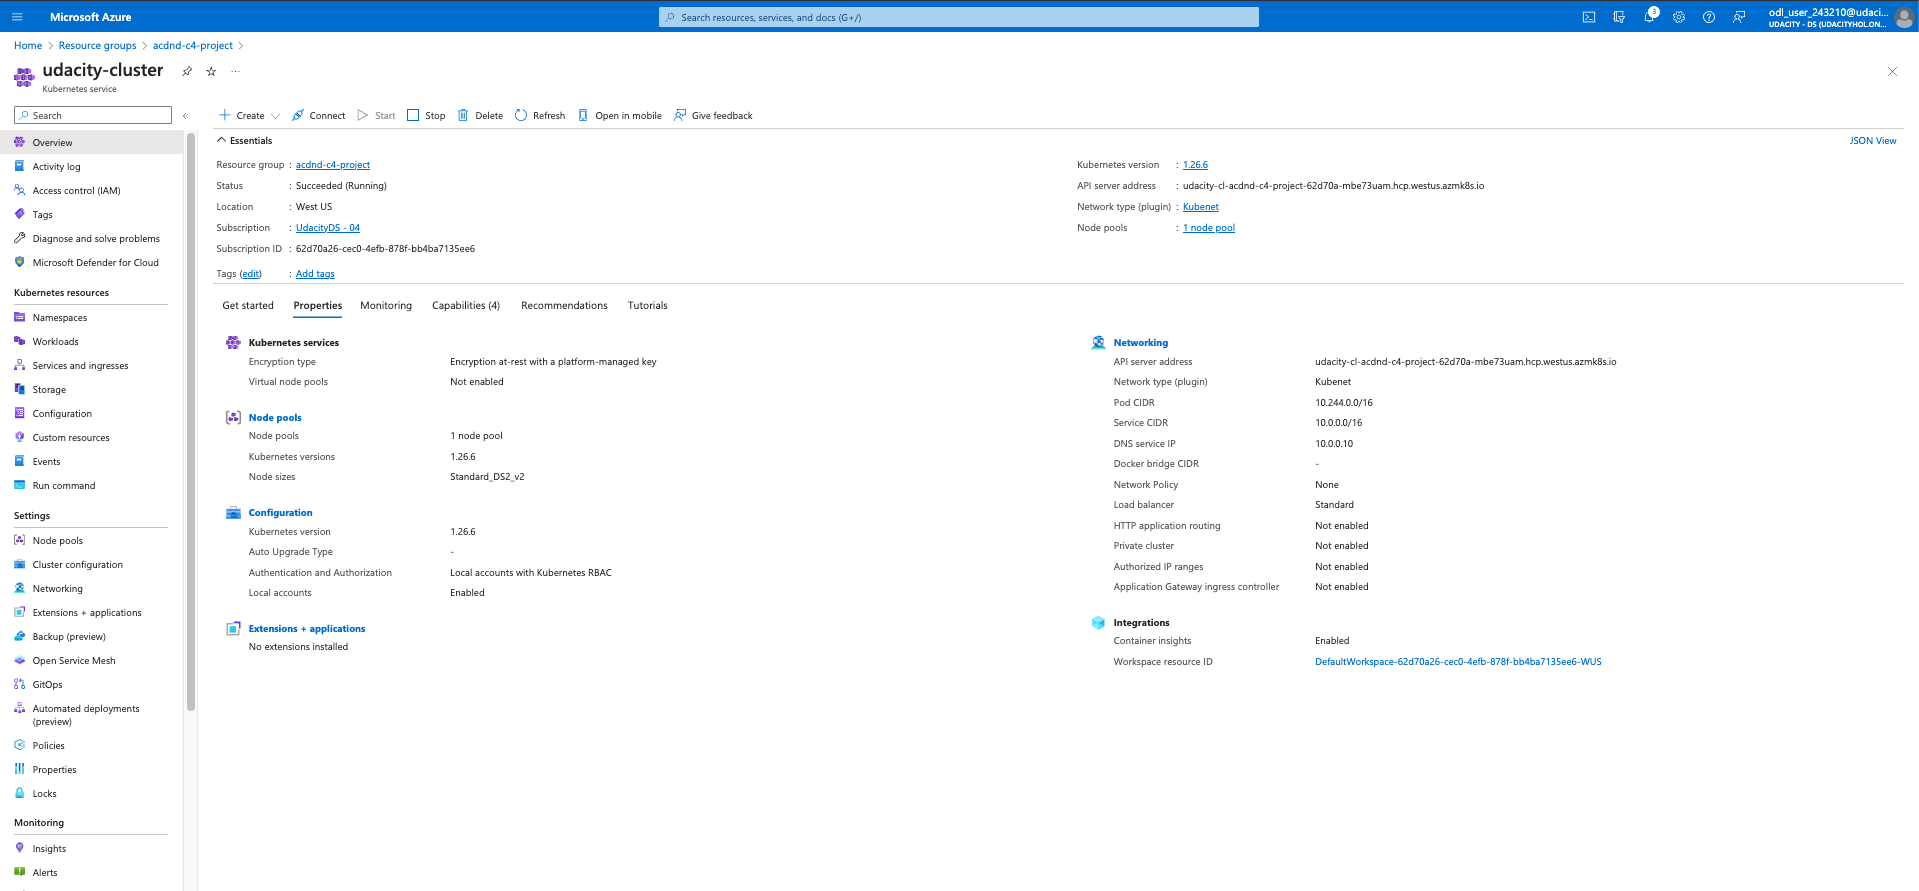 Microsoft Azure
Search resources, services, and docs (G+/)
3
odl_user_243210@udaci...
UDACITY - DS (UDACITYHOL.ON...
Home > Resource groups > acdnd-c4-project >
udacity-cluster
...
Kubernetes service
Search
Create
Connect
Start
Stop
Delete
Refresh
Open in mobile
Give feedback
Overview
Activity log
Access control (IAM)
Tags
Diagnose and solve problems
Microsoft Defender for Cloud
Kubernetes resources
Namespaces
Workloads
Services and ingresses
Storage
Configuration
Custom resources
Events
Run command
Settings
Node pools
Cluster configuration
Networking
Extensions + applications
Backup (preview)
Open Service Mesh
GitOps
Automated deployments
(preview)
Policies
Properties
Locks
Monitoring
Insights
Alerts
Essentials
JSON View
Resource group : acdnd-c4-project
Status : Succeeded (Running)
Location : West US
Subscription : UdacityDS - 04
Subscription ID : 62d70a26-cec0-4efb-878f-bb4ba7135ee6
Tags (edit) : Add tags
Kubernetes version : 1.26.6
API server address : udacity-cl-acdnd-c4-project-62d70a-mbe73uam.hcp.westus.azmk8s.io
Network type (plugin) : Kubenet
Node pools : 1 node pool
Get started
Properties
Monitoring
Capabilities (4)
Recommendations
Tutorials
Kubernetes services
Encryption type Encryption at-rest with a platform-managed key
Virtual node pools Not enabled
Node pools
Node pools 1 node pool
Kubernetes versions 1.26.6
Node sizes Standard_DS2_v2
Configuration
Kubernetes version 1.26.6
Auto Upgrade Type -
Authentication and Authorization Local accounts with Kubernetes RBAC
Local accounts Enabled
Extensions + applications
No extensions installed
Networking
API server address udacity-cl-acdnd-c4-project-62d70a-mbe73uam.hcp.westus.azmk8s.io
Network type (plugin) Kubenet
Pod CIDR 10.244.0.0/16
Service CIDR 10.0.0.0/16
DNS service IP 10.0.0.10
Docker bridge CIDR -
Network Policy None
Load balancer Standard
HTTP application routing Not enabled
Private cluster Not enabled
Authorized IP ranges Not enabled
Application Gateway ingress controller Not enabled
Integrations
Container insights Enabled
Workspace resource ID DefaultWorkspace-62d70a26-cec0-4efb-878f-bb4ba7135ee6-WUS